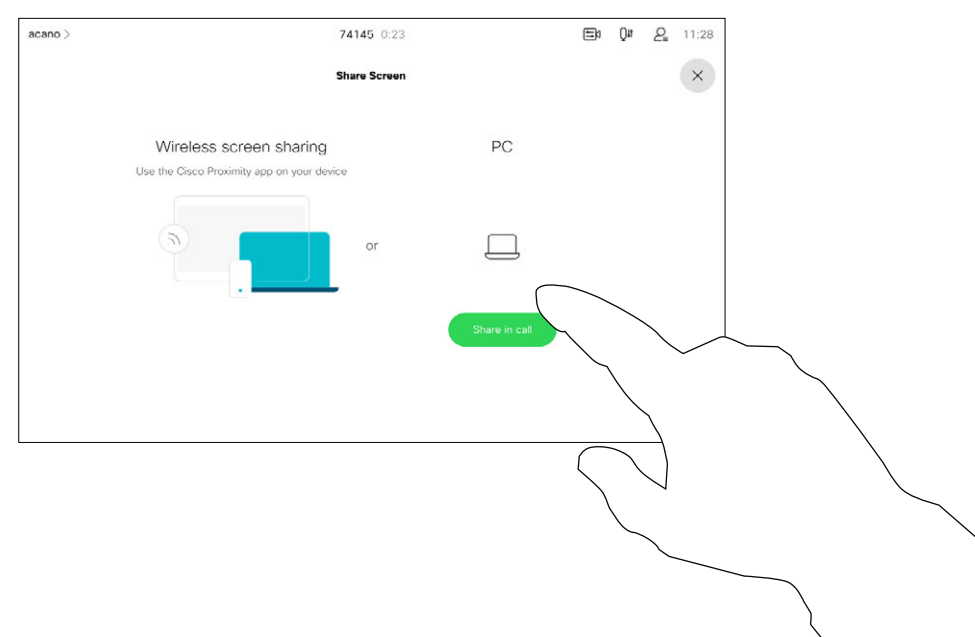 acano >
74145 0:23
11:28
Share Screen
Wireless screen sharing
Use the Cisco Proximity app on your device
or
PC
Share in call